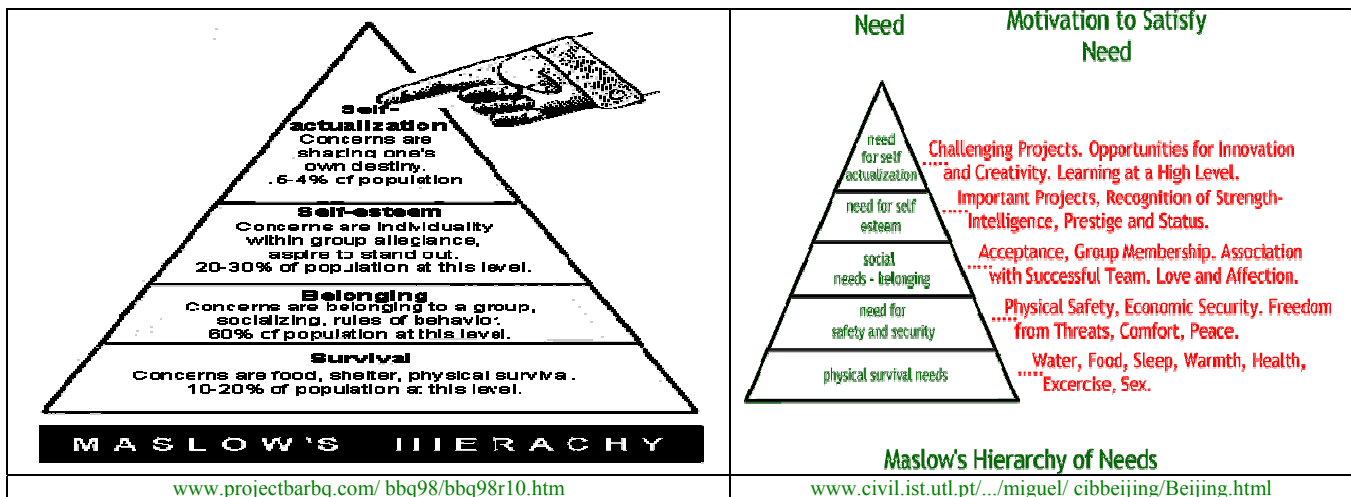 Self-
actualization
Concerns are
shaping one's
own destiny.
.5-4% of population
Self-esteem
Concerns are individuality
within group allegiance,
aspire to stand out.
20-30% of population at this level.
Belonging
Concerns are belonging to a group,
socializing, rules of behavior.
60% of population at this level.
Survival
Concerns are food, shelter, physical survival.
10-20% of population at this level.
MASLOW'S HIERACHY
www.projectbarbq.com/ bbq98/bbq98r10.htm
Need
Motivation to Satisfy
Need
need
for self
actualization
Challenging Projects. Opportunities for Innovation
and Creativity. Learning at a High Level.
need for self
esteem
Important Projects, Recognition of Strength-
Intelligence, Prestige and Status.
social
needs - belonging
Acceptance, Group Membership. Association
with Successful Team. Love and Affection.
need for
safety and security
Physical Safety, Economic Security. Freedom
from Threats, Comfort, Peace.
physical survival needs
Water, Food, Sleep, Warmth, Health,
Excercise, Sex.
Maslow's Hierarchy of Needs
www.civil.ist.utl.pt/.../miguel/ cibbeijing/Beijing.html